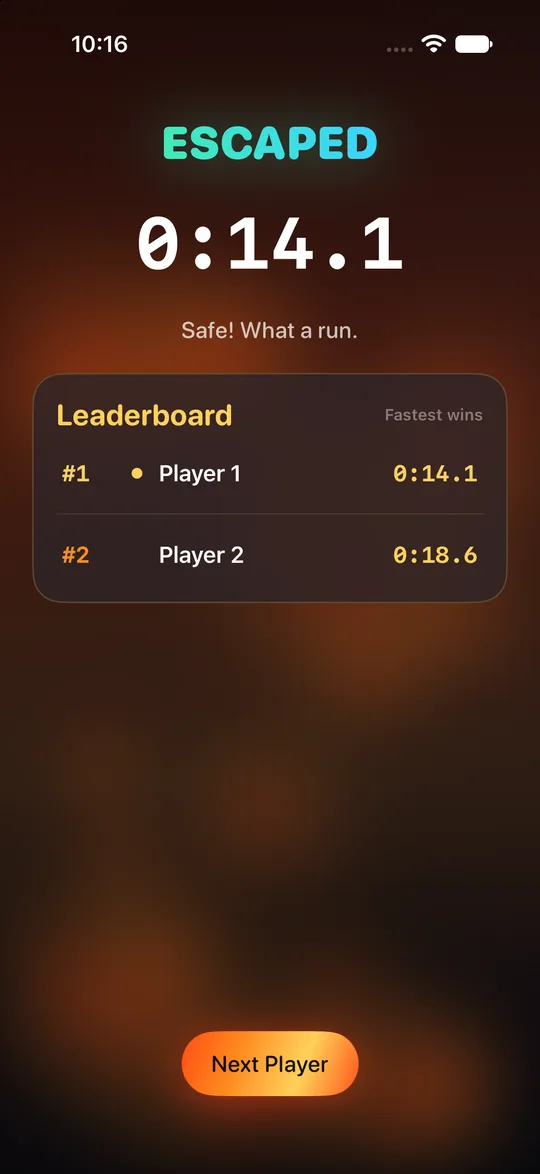 10:16
ESCAPED
0:14.1
Safe! What a run.
Leaderboard Fastest wins
#1 Player 1 0:14.1
#2 Player 2 0:18.6
Next Player